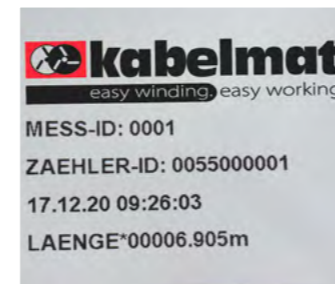 kabelmat
easy winding. easy working
MESS-ID: 0001
ZAEHLER-ID: 0055000001
17.12.20 09:26:03
LAENGE*00006.905m